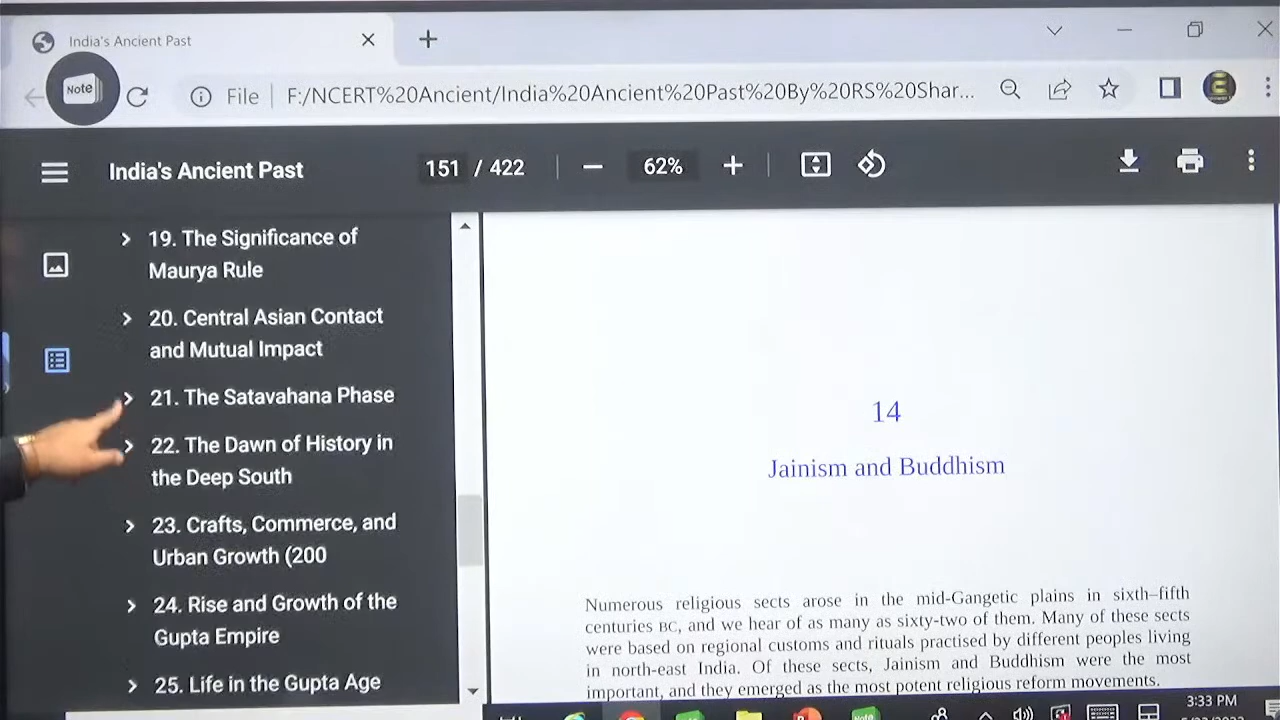 India's Ancient Past
Note
File
F:/NCERT%20Ancient/India%20Ancient%20Past%20By%20RS%20Shar...
India's Ancient Past
151 / 422
62%
19. The Significance of
Maurya Rule
20. Central Asian Contact
and Mutual Impact
21. The Satavahana Phase
22. The Dawn of History in
the Deep South
23. Crafts, Commerce, and
Urban Growth (200
24. Rise and Growth of the
Gupta Empire
25. Life in the Gupta Age
14
Jainism and Buddhism
Numerous religious sects arose in the mid-Gangetic plains in sixth–fifth
centuries BC, and we hear of as many as sixty-two of them. Many of these sects
were based on regional customs and rituals practised by different peoples living
in north-east India. Of these sects, Jainism and Buddhism were the most
important, and they emerged as the most potent religious reform movements.
3:33 PM